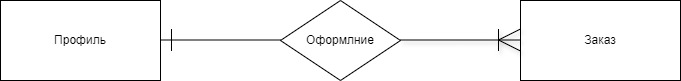 Профиль
Оформлние
Заказ